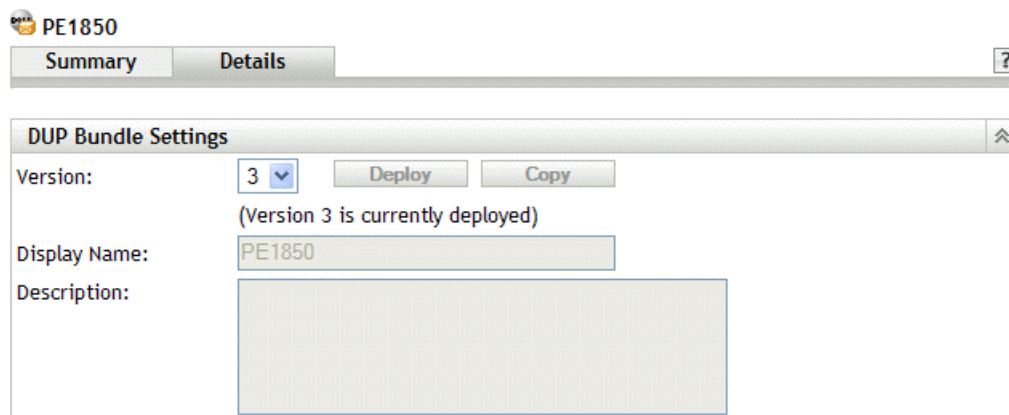 DELL PE1850
Summary Details ?
DUP Bundle Settings
Version: 3 Deploy Copy
(Version 3 is currently deployed)
Display Name: PE1850
Description: